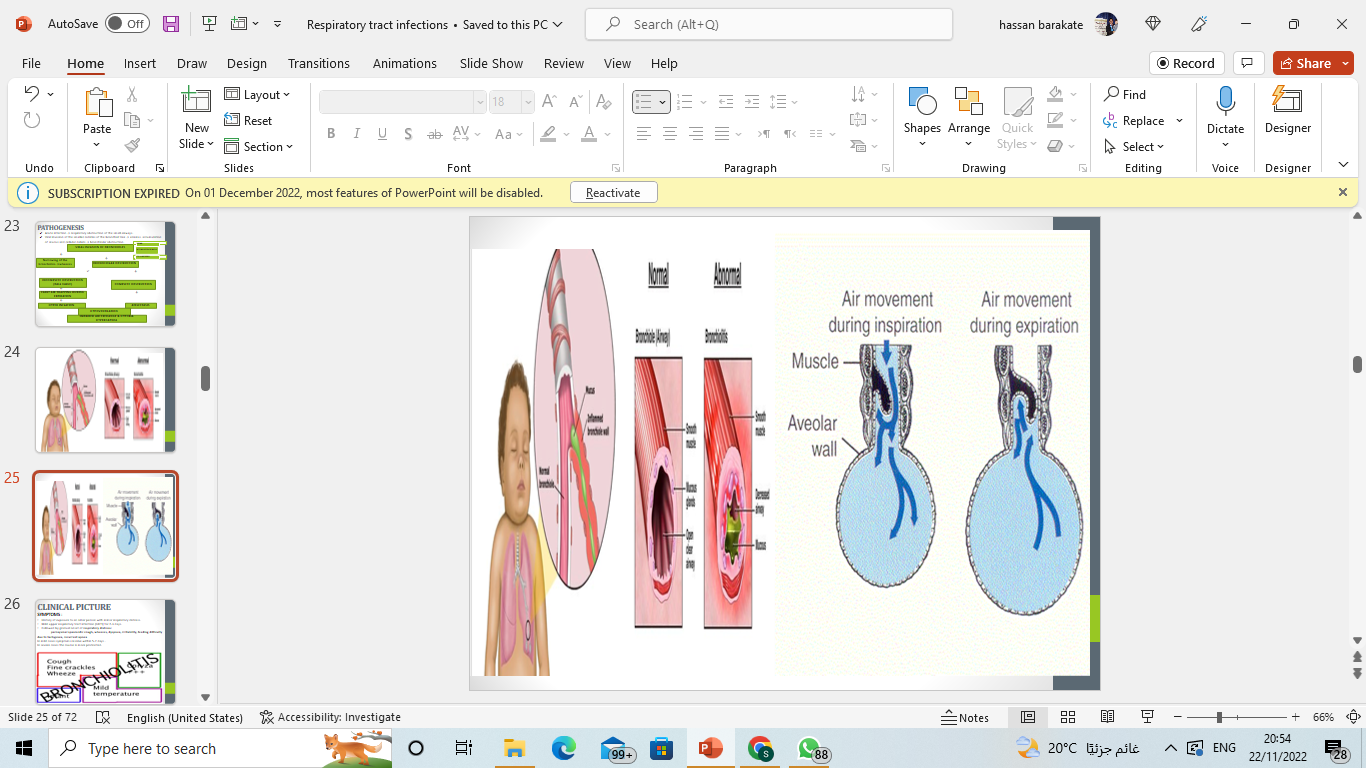 AutoSave Off
Respiratory tract infections • Saved to this PC
Search (Alt+Q)
hassan barakate
File Home Insert Draw Design Transitions Animations Slide Show Review View Help
Record
Share
Undo
Paste
Clipboard
New Slide
Layout
Reset
Section
Slides
18
Font
Paragraph
Shapes
Arrange
Quick Styles
Drawing
Find
Replace
Select
Editing
Dictate
Voice
Designer
Designer
SUBSCRIPTION EXPIRED On 01 December 2022, most features of PowerPoint will be disabled.
Reactivate
23
PATHOGENESIS
24
25
26
CLINICAL PICTURE
SYMPTOMS:
Cough
Fine crackles
Wheeze
BRONCHIOLITIS
Mild
temperature
Normal
Abnormal
Bronchiole (Airway)
Bronchiolitis
Mucus
Inflammed
bronchiole wall
Normal
bronchiole
Smooth
muscle
Mucous
glands
Open
clear
airway
Smooth
muscle
Decreased
airway
Mucus
Air movement
during inspiration
Air movement
during expiration
Muscle
Aveolar
wall
Slide 25 of 72
English (United States)
Accessibility: Investigate
Notes
66%
Type here to search
99+
88
20°C غائم جزئيًا
ENG
20:54
22/11/2022
28